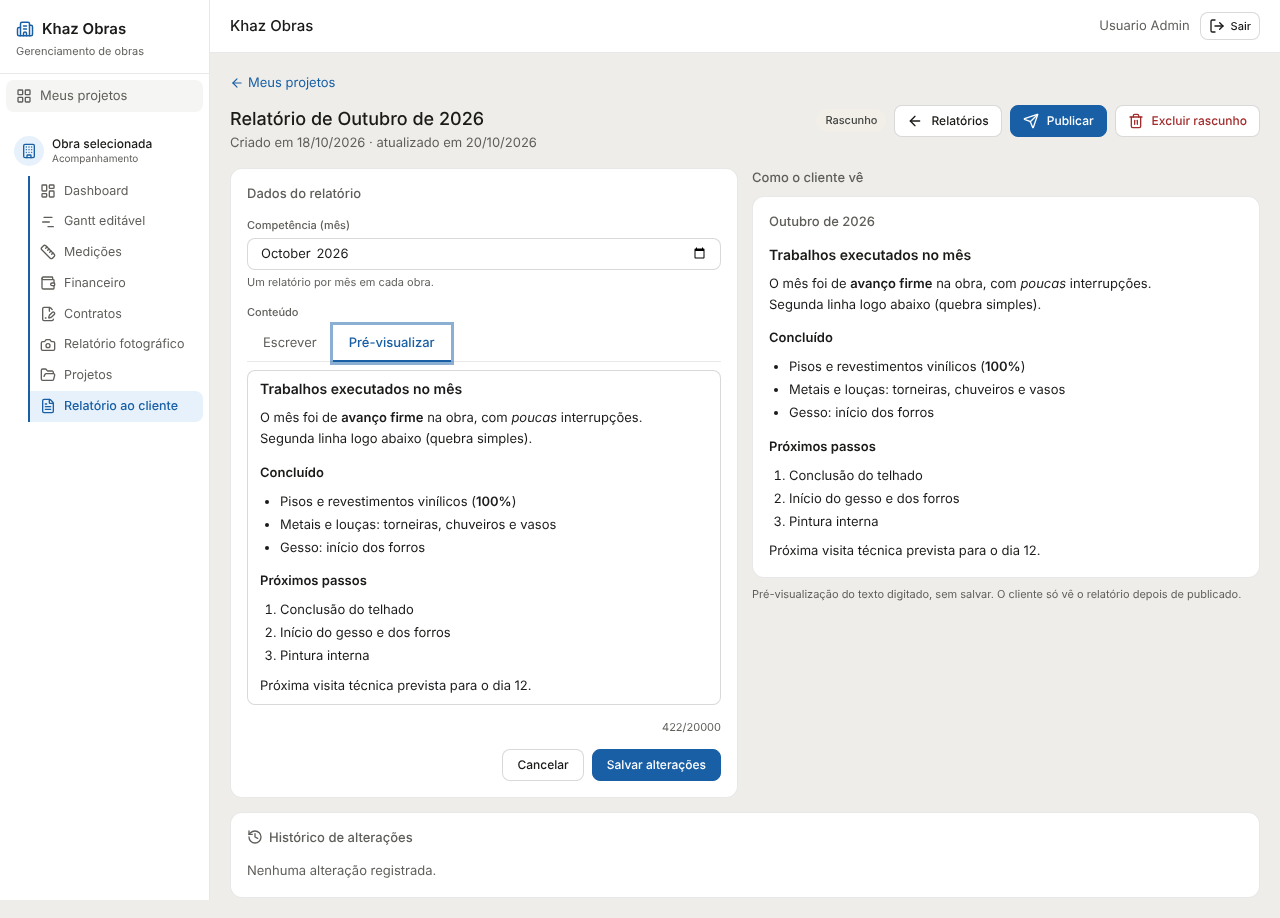 Khaz Obras
Gerenciamento de obras
Meus projetos
Obra selecionada
Acompanhamento
Dashboard
Gantt editável
Medições
Financeiro
Contratos
Relatório fotográfico
Projetos
Relatório ao cliente
Khaz Obras
Usuario Admin
Sair
Meus projetos
Relatório de Outubro de 2026
Criado em 18/10/2026 · atualizado em 20/10/2026
Rascunho
Relatórios
Publicar
Excluir rascunho
Dados do relatório
Competência (mês)
October 2026
Um relatório por mês em cada obra.
Conteúdo
Escrever
Pré-visualizar
Trabalhos executados no mês
O mês foi de avanço firme na obra, com poucas interrupções.
Segunda linha logo abaixo (quebra simples).
Concluído
• Pisos e revestimentos vinílicos (100%)
• Metais e louças: torneiras, chuveiros e vasos
• Gesso: início dos forros
Próximos passos
1. Conclusão do telhado
2. Início do gesso e dos forros
3. Pintura interna
Próxima visita técnica prevista para o dia 12.
422/20000
Cancelar
Salvar alterações
Como o cliente vê
Outubro de 2026
Trabalhos executados no mês
O mês foi de avanço firme na obra, com poucas interrupções.
Segunda linha logo abaixo (quebra simples).
Concluído
• Pisos e revestimentos vinílicos (100%)
• Metais e louças: torneiras, chuveiros e vasos
• Gesso: início dos forros
Próximos passos
1. Conclusão do telhado
2. Início do gesso e dos forros
3. Pintura interna
Próxima visita técnica prevista para o dia 12.
Pré-visualização do texto digitado, sem salvar. O cliente só vê o relatório depois de publicado.
Histórico de alterações
Nenhuma alteração registrada.